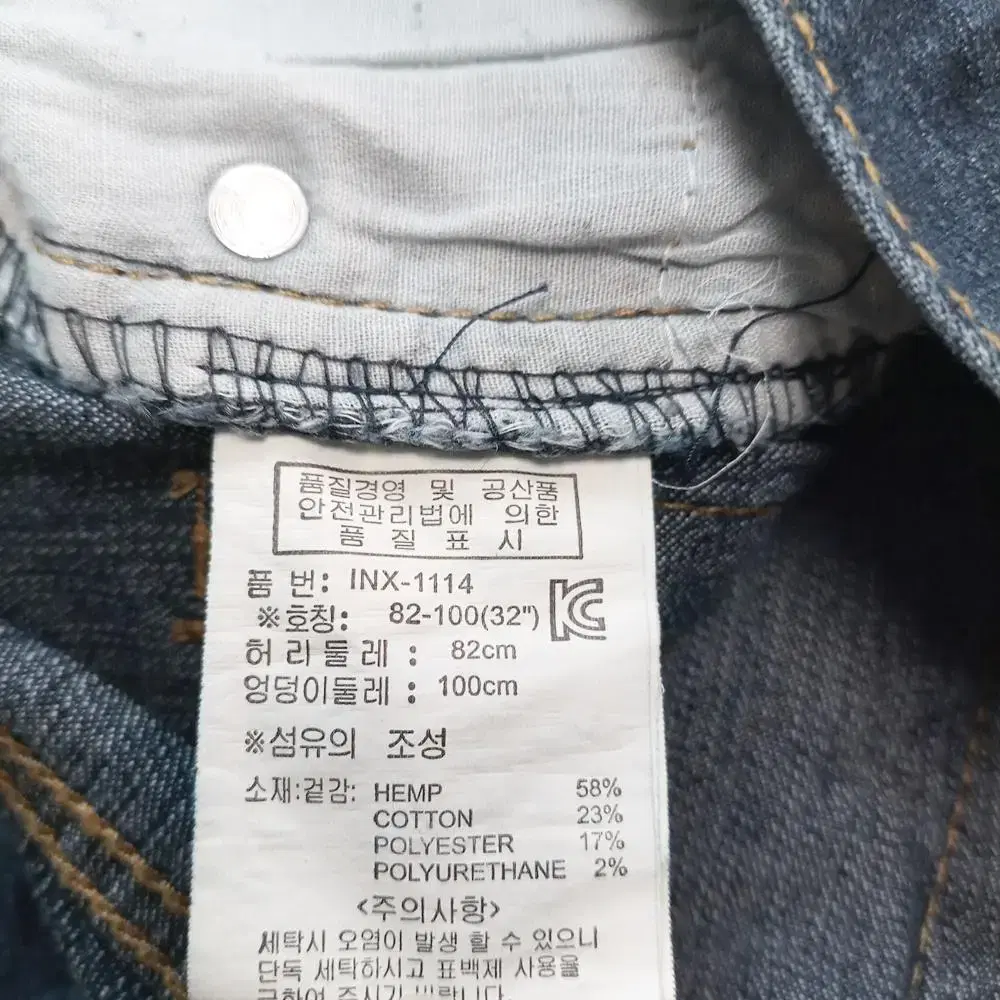 품질경영 및 공산품
안전관리법에 의한
품 질 표 시
품 번: INX-1114
※호칭: 82-100(32")
허리둘레 : 82cm
엉덩이둘레 : 100cm
※섬유의 조성
소재:겉감: HEMP 58%
COTTON 23%
POLYESTER 17%
POLYURETHANE 2%
<주의사항>
세탁시 오염이 발생 할 수 있으니
단독 세탁하시고 표백제 사용을